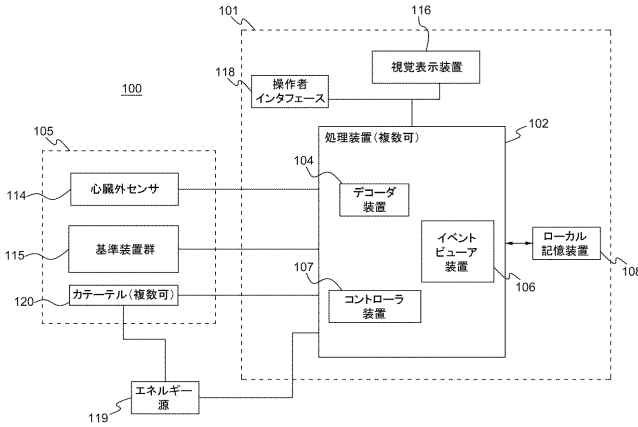 101
116
視覚表示装置
118
操作者
インタフェース
100
102
処理装置(複数可)
105
104
114
心臓外センサ
デコーダ
装置
イベント
ビューア
装置
ローカル
記憶装置
115
基準装置群
106
108
107
120
カテーテル(複数可)
コントローラ
装置
エネルギー
源
119